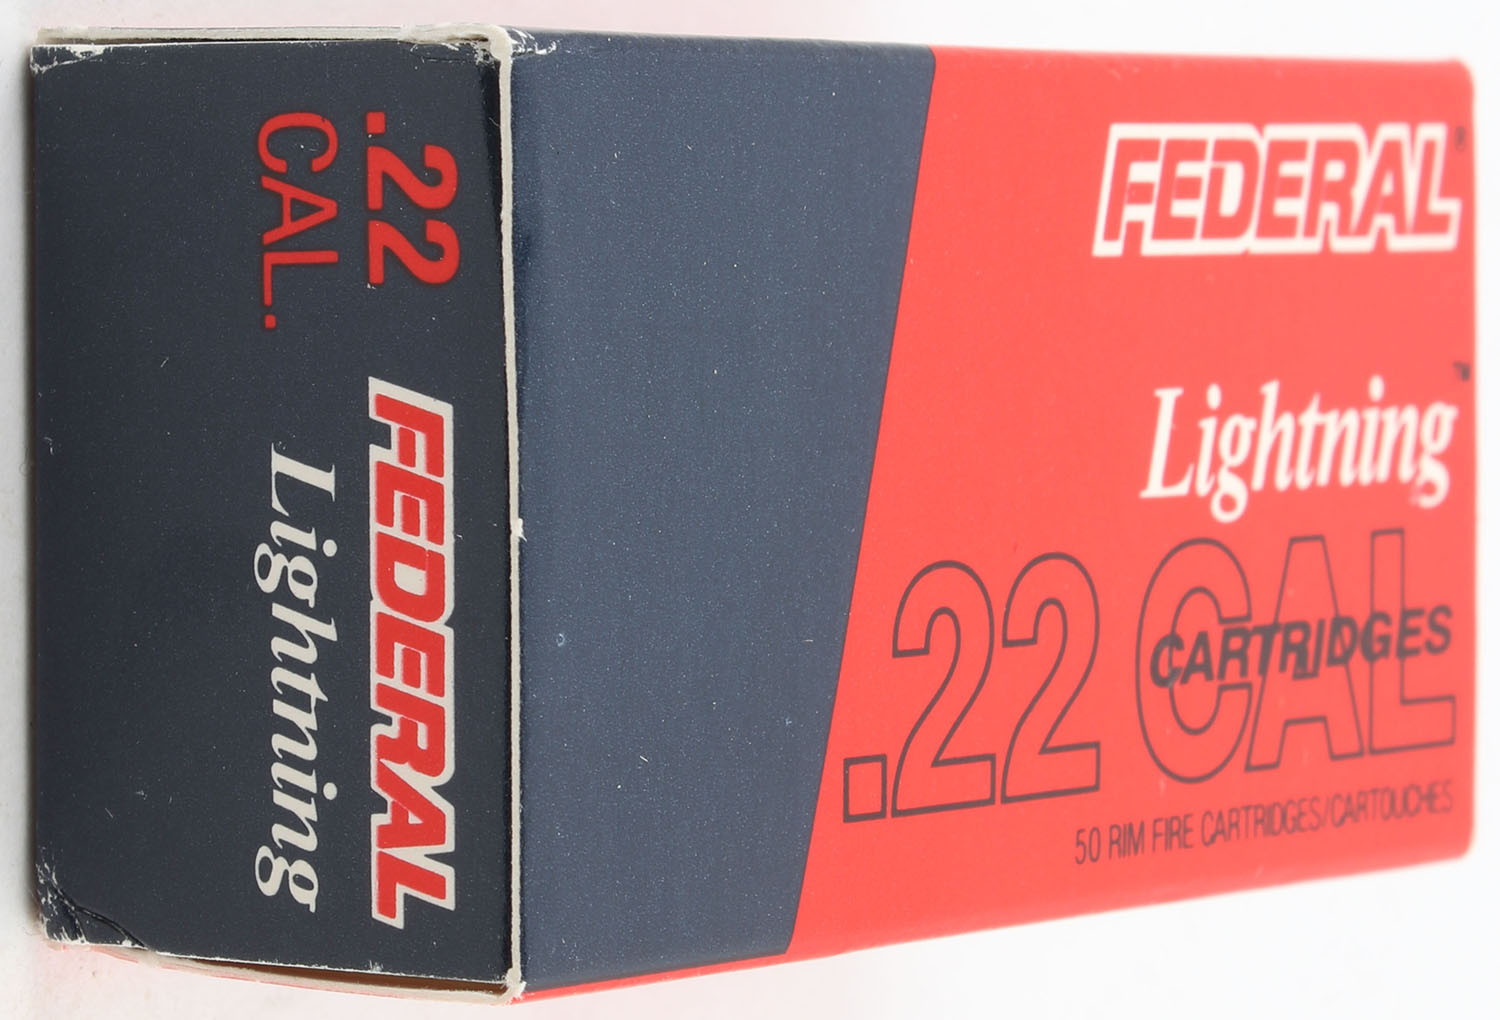 .22
CAL.
FEDERAL
Lightning
FEDERAL®
Lightning™
.22 CAL
CARTRIDGES
50 RIM FIRE CARTRIDGES/CARTOUCHES